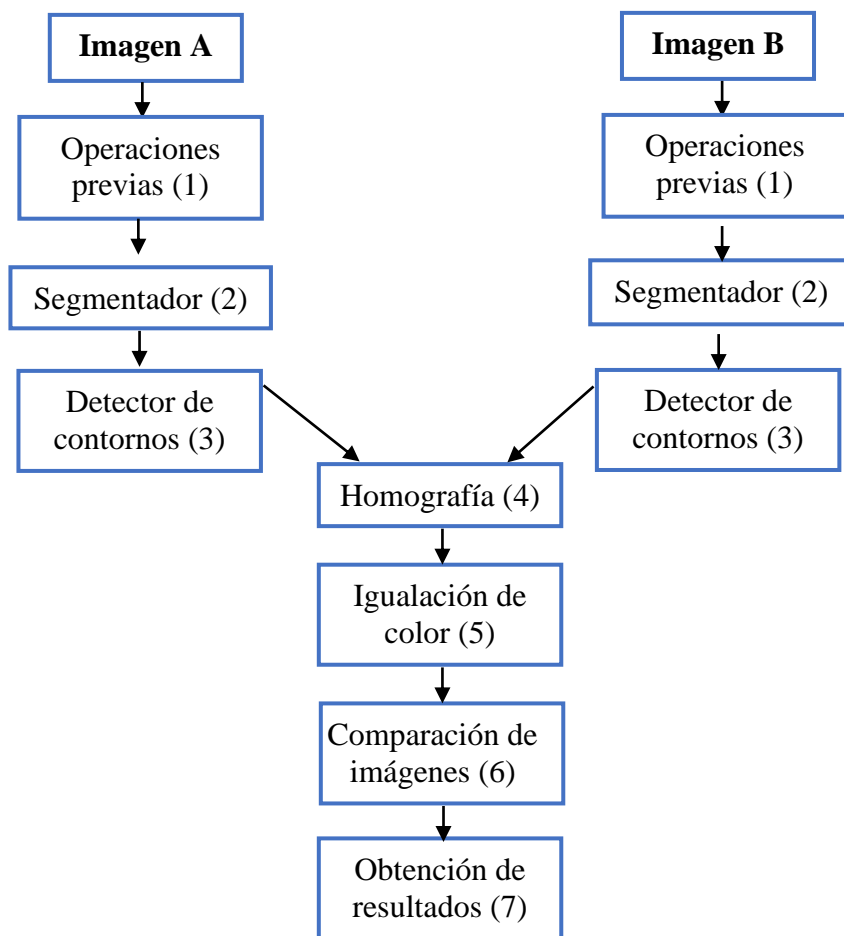 Imagen A
Imagen B
Operaciones
previas (1)
Operaciones
previas (1)
Segmentador (2)
Segmentador (2)
Detector de
contornos (3)
Detector de
contornos (3)
Homografía (4)
Igualación de
color (5)
Comparación de
imágenes (6)
Obtención de
resultados (7)